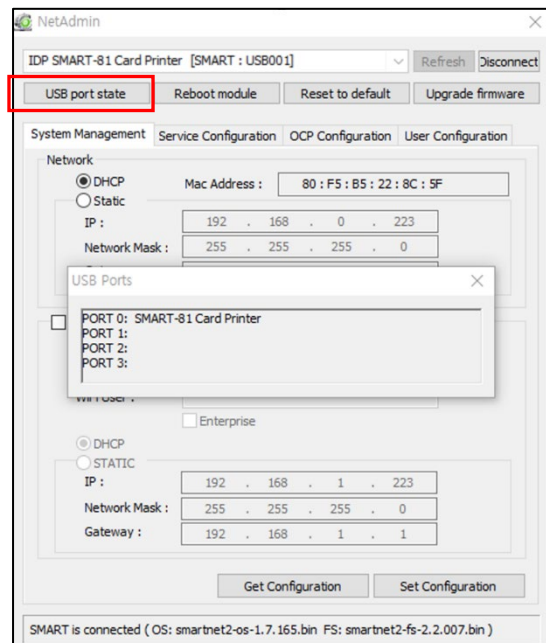 NetAdmin
IDP SMART-81 Card Printer [SMART : USB001]
Refresh
Disconnect
USB port state
Reboot module
Reset to default
Upgrade firmware
System Management
Service Configuration
OCP Configuration
User Configuration
Network
DHCP
Mac Address :
80 : F5 : B5 : 22 : 8C : 5F
Static
IP :
192 . 168 . 0 . 223
Network Mask :
255 . 255 . 255 . 0
USB Ports
PORT 0: SMART-81 Card Printer
PORT 1:
PORT 2:
PORT 3:
Enterprise
DHCP
STATIC
IP :
192 . 168 . 1 . 223
Network Mask :
255 . 255 . 255 . 0
Gateway :
192 . 168 . 1 . 1
Get Configuration
Set Configuration
SMART is connected ( OS: smartnet2-os-1.7.165.bin FS: smartnet2-fs-2.2.007.bin )